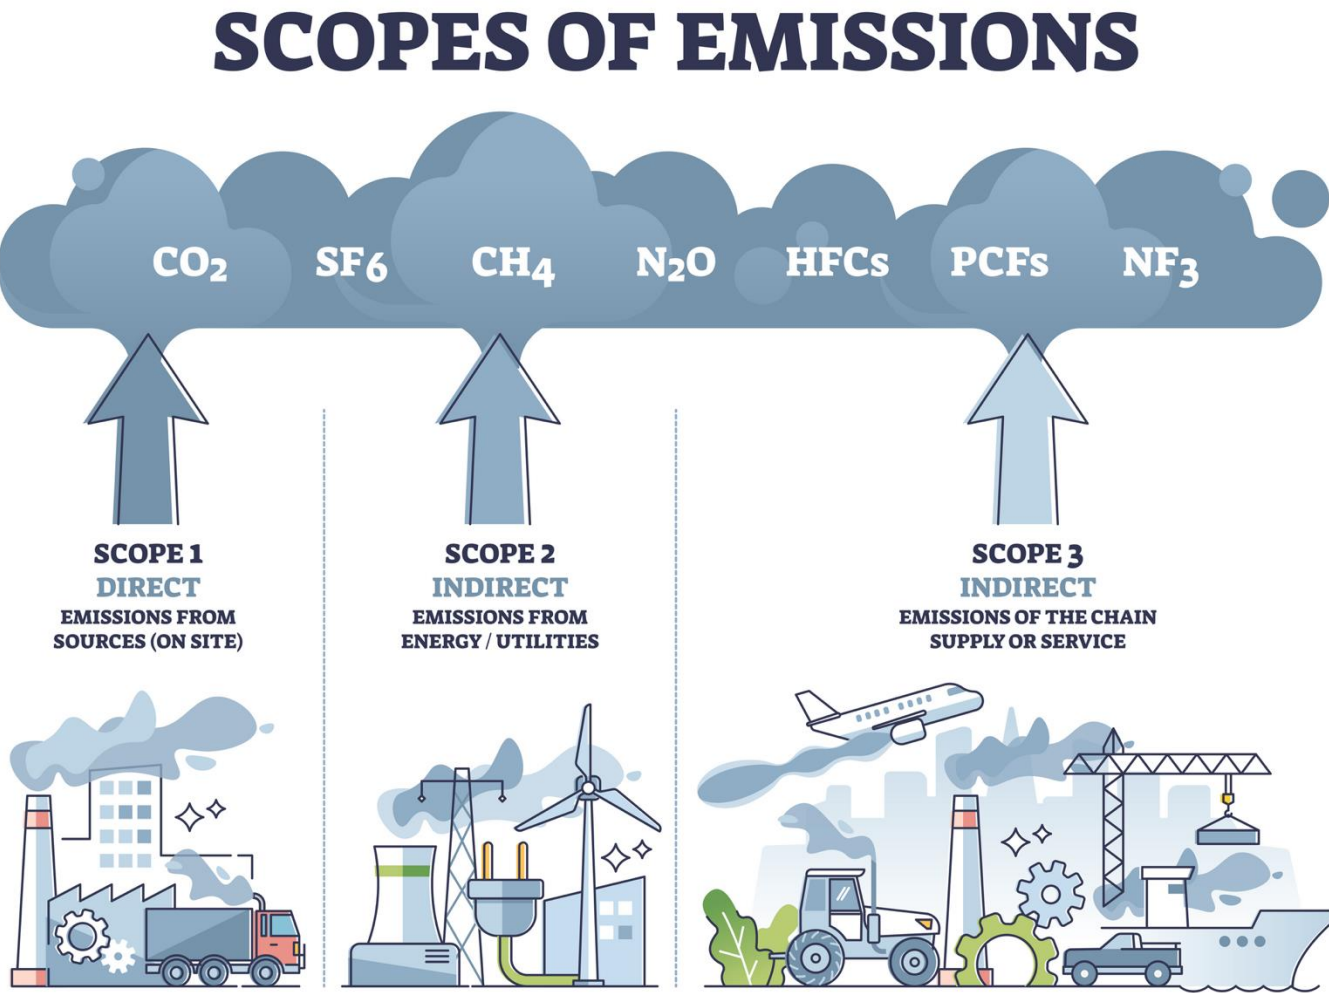 SCOPES OF EMISSIONS
CO₂ SF₆ CH₄ N₂O HFCs PCFs NF₃
SCOPE 1
DIRECT
EMISSIONS FROM
SOURCES (ON SITE)
SCOPE 2
INDIRECT
EMISSIONS FROM
ENERGY / UTILITIES
SCOPE 3
INDIRECT
EMISSIONS OF THE CHAIN
SUPPLY OR SERVICE